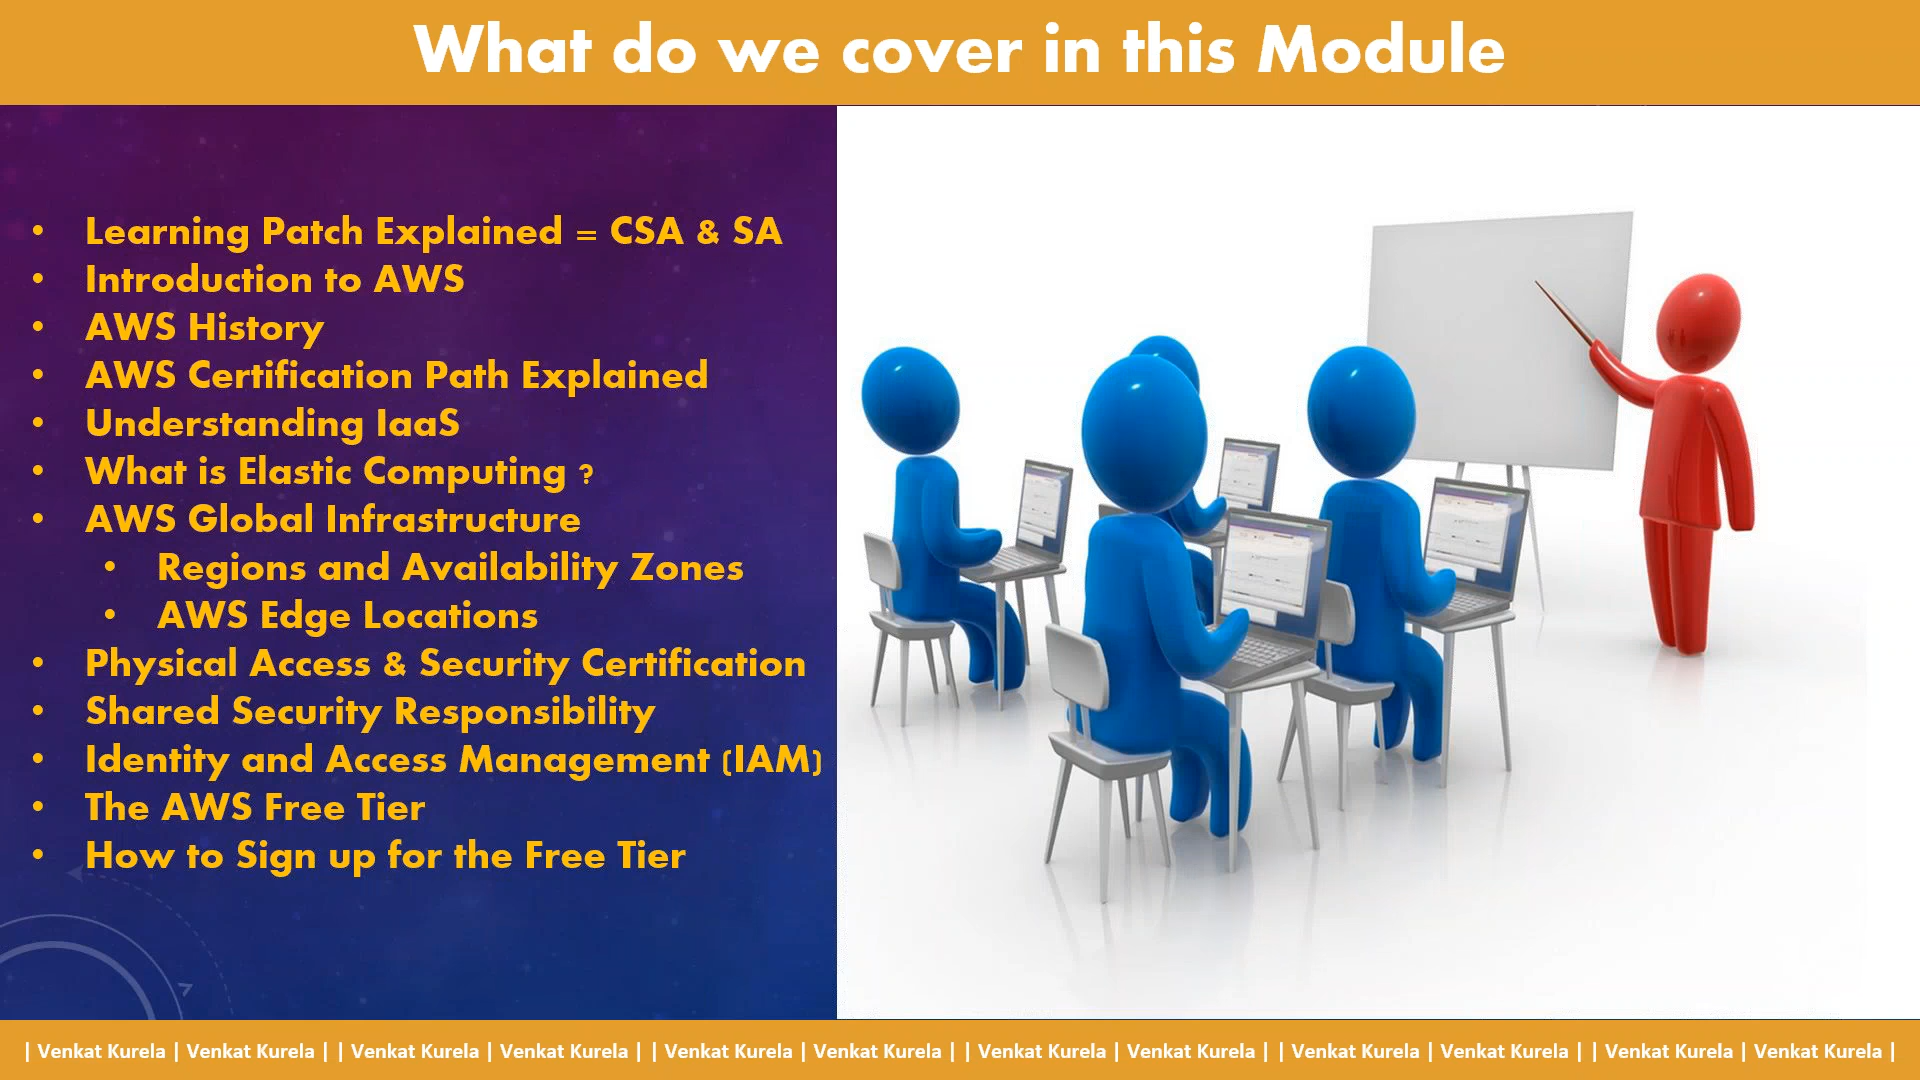 What do we cover in this Module
• Learning Patch Explained = CSA & SA
• Introduction to AWS
• AWS History
• AWS Certification Path Explained
• Understanding IaaS
• What is Elastic Computing ?
• AWS Global Infrastructure
• Regions and Availability Zones
• AWS Edge Locations
• Physical Access & Security Certification
• Shared Security Responsibility
• Identity and Access Management (IAM)
• The AWS Free Tier
• How to Sign up for the Free Tier
| Venkat Kurela | Venkat Kurela | | Venkat Kurela | Venkat Kurela | | Venkat Kurela | Venkat Kurela | | Venkat Kurela | Venkat Kurela | | Venkat Kurela | Venkat Kurela | | Venkat Kurela | Venkat Kurela |